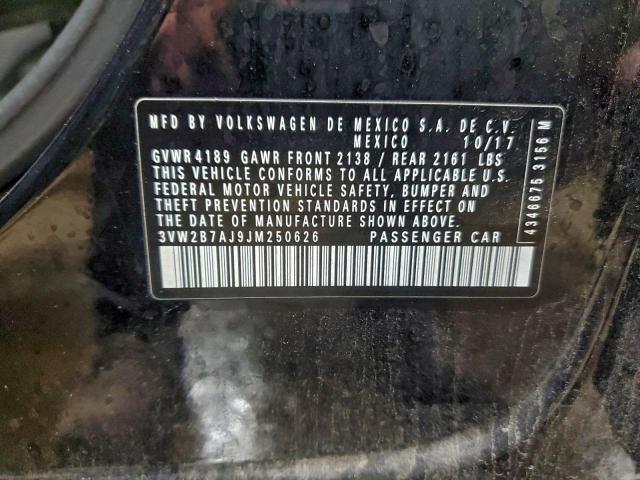 MFD BY VOLKSWAGEN DE MEXICO S.A. DE C.V.
MEXICO 10/17
GVWR4189 GAWR FRONT 2138 / REAR 2161 LBS
THIS VEHICLE CONFORMS TO ALL APPLICABLE U.S.
FEDERAL MOTOR VEHICLE SAFETY, BUMPER AND
THEFT PREVENTION STANDARDS IN EFFECT ON
THE DATE OF MANUFACTURE SHOWN ABOVE.
3VW2B7AJ9JM250626 PASSENGER CAR
4346675 3156 M